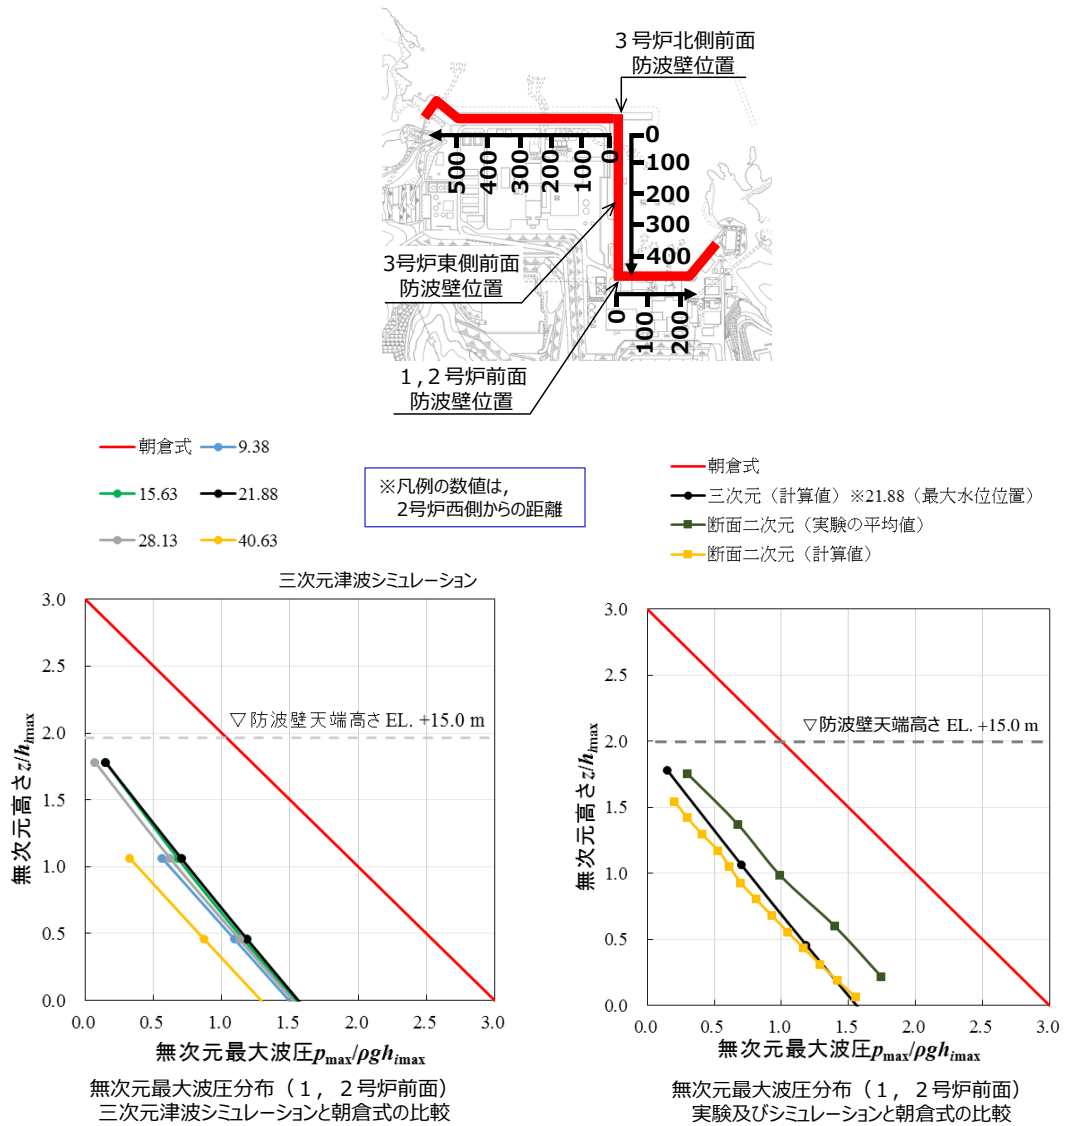 ３号炉北側前面
防波壁位置
0
100
200
300
400
500
400
300
200
100
0
3号炉東側前面
防波壁位置
0
100
200
１,２号炉前面
防波壁位置
朝倉式
9.38
15.63
21.88
28.13
40.63
※凡例の数値は，
2号炉西側からの距離
朝倉式
三次元（計算値）※21.88（最大水位位置）
断面二次元（実験の平均値）
断面二次元（計算値）
三次元津波シミュレーション
3.0
2.5
2.0
1.5
1.0
0.5
0.0
無次元高さz/himax
▽防波壁天端高さ EL. +15.0 m
0.0 0.5 1.0 1.5 2.0 2.5 3.0
無次元最大波圧pmax/ρghimax
無次元最大波圧分布（１，２号炉前面）
三次元津波シミュレーションと朝倉式の比較
3.0
2.5
2.0
1.5
1.0
0.5
0.0
無次元高さz/himax
▽防波壁天端高さ EL. +15.0 m
0.0 0.5 1.0 1.5 2.0 2.5 3.0
無次元最大波圧pmax/ρghimax
無次元最大波圧分布（１，２号炉前面）
実験及びシミュレーションと朝倉式の比較